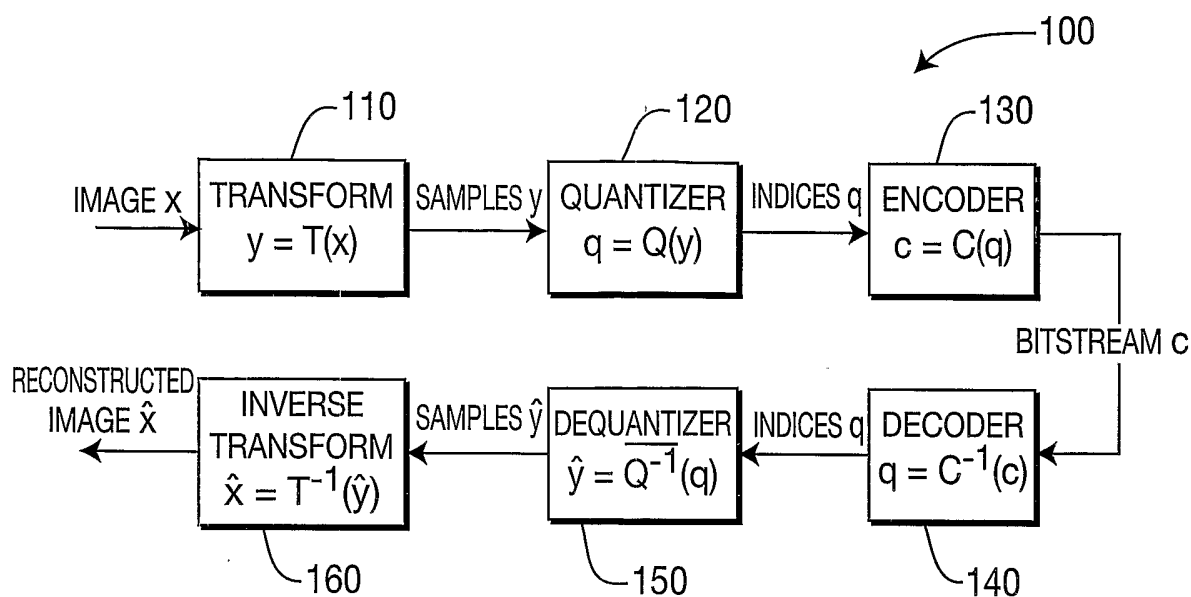 100
110
120
130
IMAGE x
TRANSFORM
y = T(x)
SAMPLES y
QUANTIZER
q = Q(y)
INDICES q
ENCODER
c = C(q)
BITSTREAM c
RECONSTRUCTED
IMAGE x̂
INVERSE
TRANSFORM
x̂ = T⁻¹(ŷ)
SAMPLES ŷ
DEQUANTIZER
ŷ = Q̅⁻¹(q)
INDICES q
DECODER
q = C⁻¹(c)
160
150
140